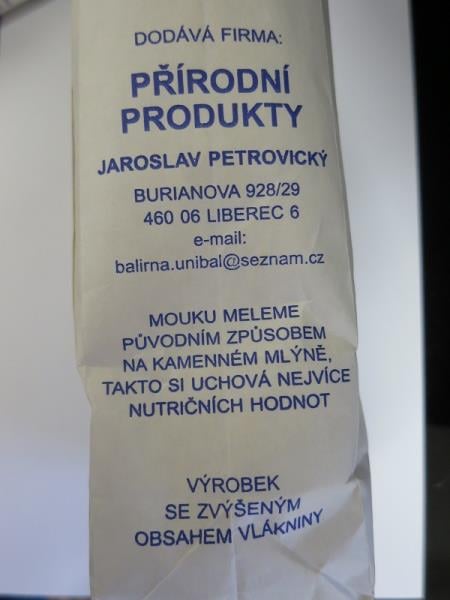 DODÁVÁ FIRMA:
PŘÍRODNÍ
PRODUKTY
JAROSLAV PETROVICKÝ
BURIANOVA 928/29
460 06 LIBEREC 6
e-mail:
balirna.unibal@seznam.cz
MOUKU MELEME
PŮVODNÍM ZPŮSOBEM
NA KAMENNÉM MLÝNĚ,
TAKTO SI UCHOVÁ NEJVÍCE
NUTRIČNÍCH HODNOT
VÝROBEK
SE ZVÝŠENÝM
OBSAHEM VLÁKNINY